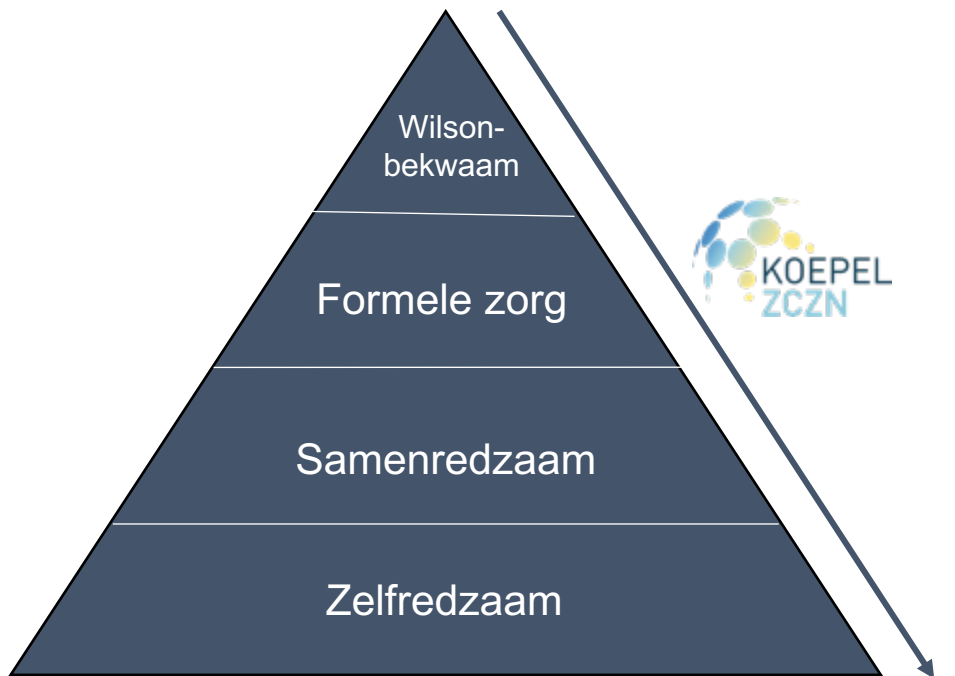 Wilson-
bekwaam
Formele zorg
KOEPEL
ZCZN
Samenredzaam
Zelfredzaam